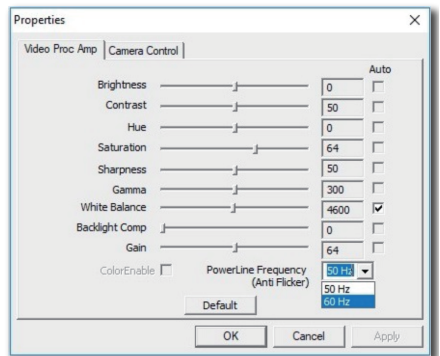 Properties
Video Proc Amp Camera Control
Auto
Brightness 0
Contrast 50
Hue 0
Saturation 64
Sharpness 50
Gamma 300
White Balance 4600
Backlight Comp 0
Gain 64
ColorEnable PowerLine Frequency 50 Hz
(Anti Flicker)
50 Hz
60 Hz
Default
OK Cancel Apply